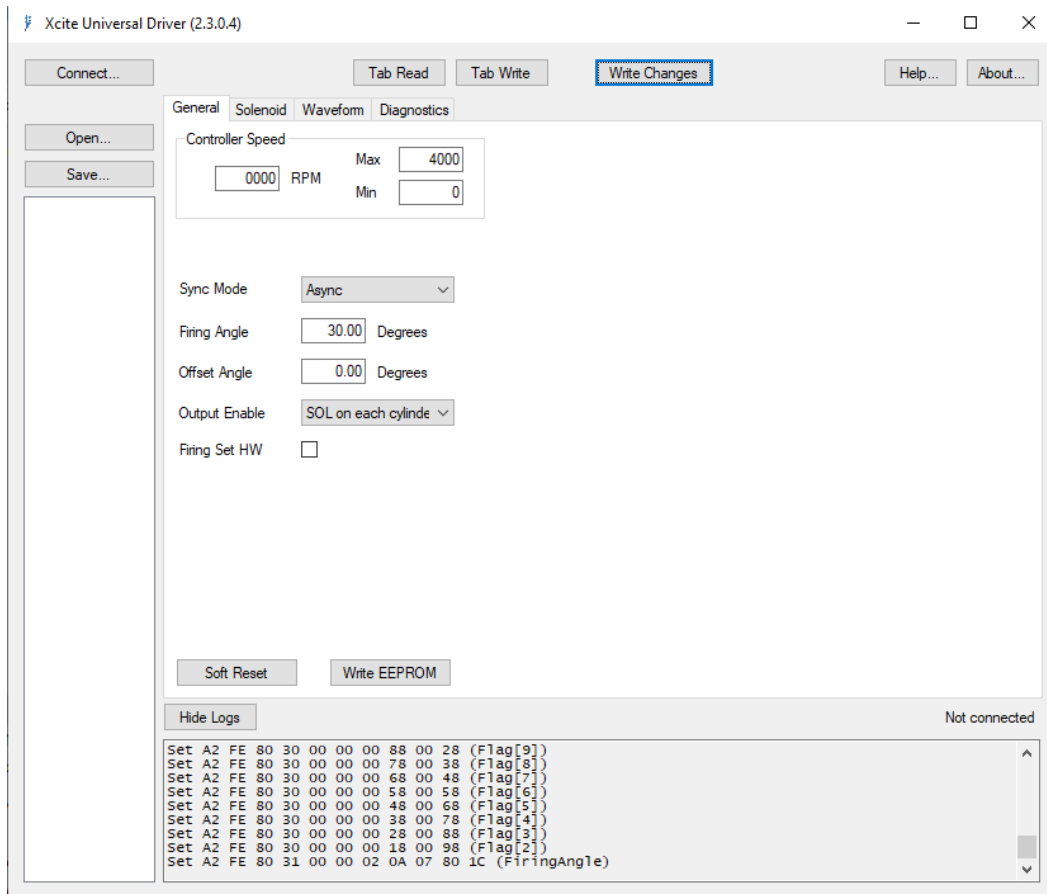 Xcite Universal Driver (2.3.0.4)
Connect... Tab Read Tab Write Write Changes Help... About...
General Solenoid Waveform Diagnostics
Open...
Save...
Controller Speed
Max 4000
0000 RPM
Min 0
Sync Mode Async
Firing Angle 30.00 Degrees
Offset Angle 0.00 Degrees
Output Enable SOL on each cylinde
Firing Set HW
Soft Reset Write EEPROM
Hide Logs Not connected
Set A2 FE 80 30 00 00 00 88 00 28 (Flag[9])
Set A2 FE 80 30 00 00 00 78 00 38 (Flag[8])
Set A2 FE 80 30 00 00 00 68 00 48 (Flag[7])
Set A2 FE 80 30 00 00 00 58 00 58 (Flag[6])
Set A2 FE 80 30 00 00 00 48 00 68 (Flag[5])
Set A2 FE 80 30 00 00 00 38 00 78 (Flag[4])
Set A2 FE 80 30 00 00 00 28 00 88 (Flag[3])
Set A2 FE 80 30 00 00 00 18 00 98 (Flag[2])
Set A2 FE 80 31 00 00 02 0A 07 80 1C (FiringAngle)